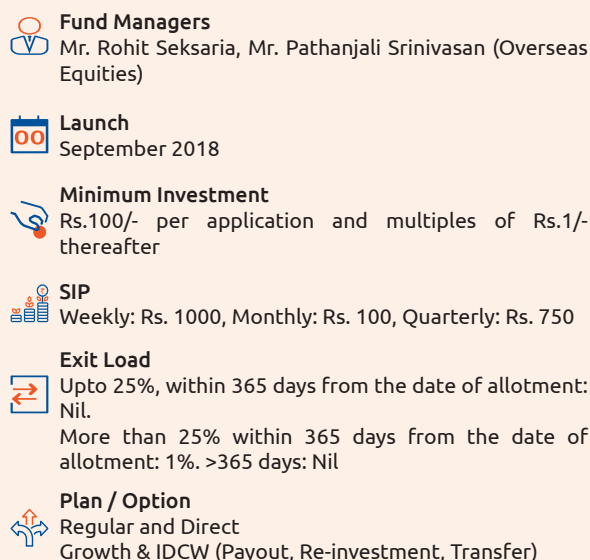 Fund Managers
Mr. Rohit Seksaria, Mr. Pathanjali Srinivasan (Overseas
Equities)
Launch
00
September 2018
Minimum Investment
Rs.100/- per application and multiples of Rs.1/-
thereafter
SIP
Weekly: Rs. 1000, Monthly: Rs. 100, Quarterly: Rs. 750
Exit Load
Upto 25%, within 365 days from the date of allotment:
Nil.
More than 25% within 365 days from the date of
allotment: 1%. >365 days: Nil
Plan / Option
Regular and Direct
Growth & IDCW (Payout, Re-investment, Transfer)